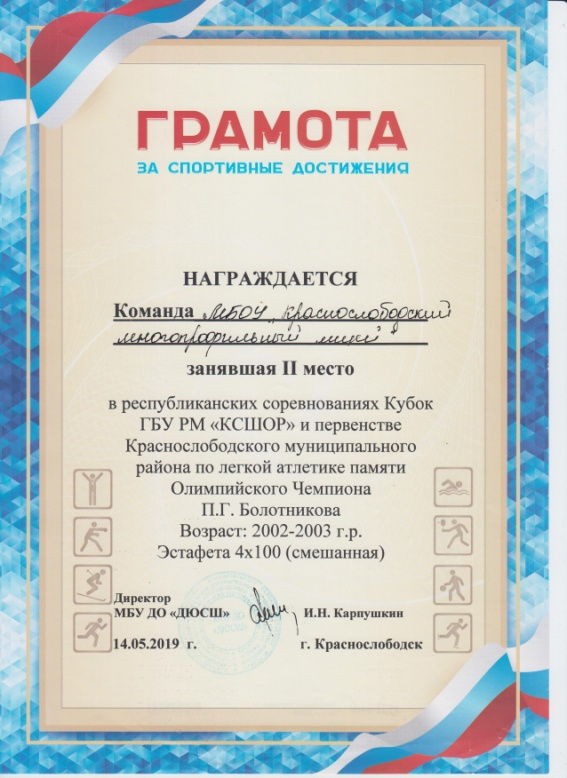 ГРАМОТА
ЗА СПОРТИВНЫЕ ДОСТИЖЕНИЯ
НАГРАЖДАЕТСЯ
Команда МБОУ „Краснослободский
многопрофильный лицей"
занявшая II место
в республиканских соревнованиях Кубок
ГБУ РМ «КСШОР» и первенстве
Краснослободского муниципального
района по легкой атлетике памяти
Олимпийского Чемпиона
П.Г. Болотникова
Возраст: 2002-2003 г.р.
Эстафета 4х100 (смешанная)
Директор
МБУ ДО «ДЮСШ» И.Н. Карпушкин
14.05.2019 г. г. Краснослободск